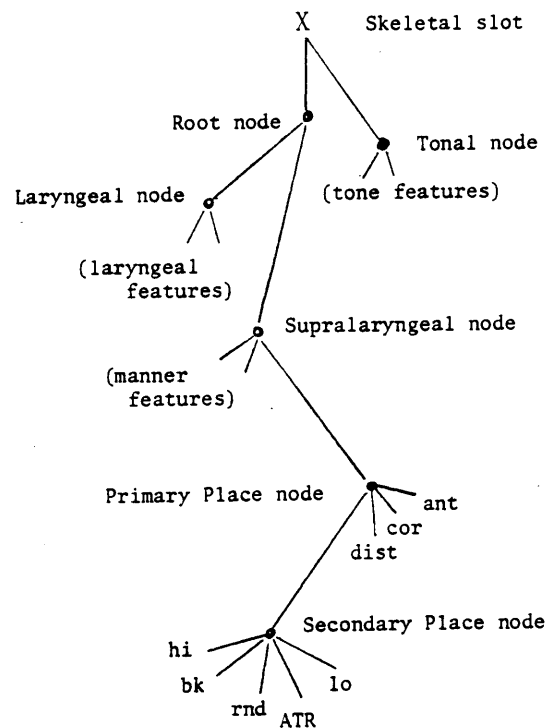 X Skeletal slot
Root node
Tonal node
Laryngeal node
(tone features)
(laryngeal
features)
Supralaryngeal node
(manner
features)
Primary Place node
ant
cor
dist
Secondary Place node
hi
bk
lo
rnd
ATR